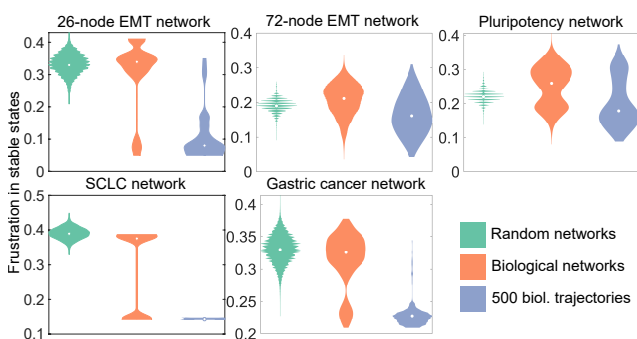 26-node EMT network
72-node EMT network
Pluripotency network
0.4
0.3
0.2
0.1
0
0.4
0.3
0.2
0.1
0
0.4
0.3
0.2
0.1
0
Frustration in stable states
SCLC network
Gastric cancer network
0.5
0.4
0.3
0.2
0.1
0.4
0.35
0.3
0.25
0.2
Random networks
Biological networks
500 biol. trajectories